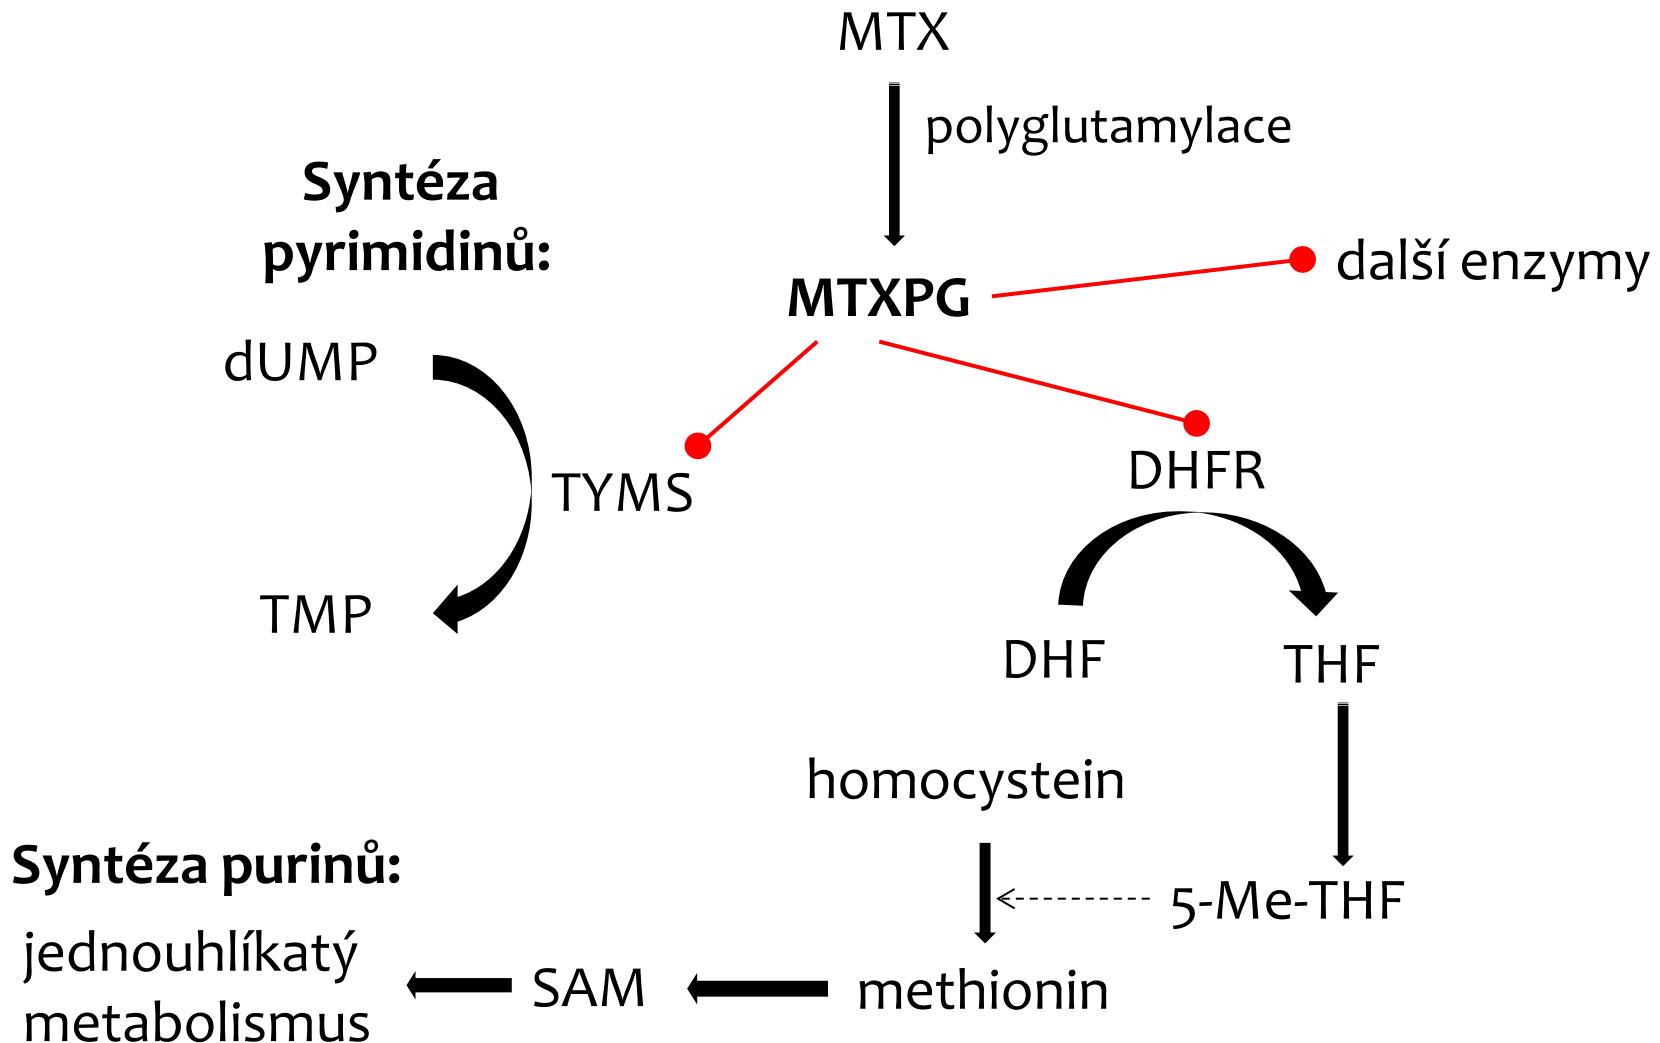 MTX
polyglutamylace
Syntéza
pyrimidinů:
další enzymy
MTXPG
dUMP
DHFR
TYMS
TMP
DHF
THF
homocystein
Syntéza purinů:
5-Me-THF
jednouhlíkatý
metabolismus
SAM
methionin